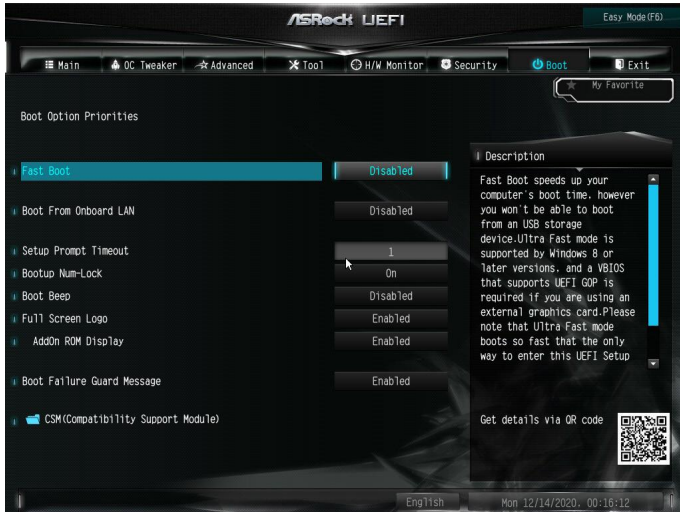 ASRock UEFI
Easy Mode(F6)
Main
OC Tweaker
Advanced
Tool
H/W Monitor
Security
Boot
Exit
My Favorite
Boot Option Priorities
Fast Boot
Disabled
Boot From Onboard LAN
Disabled
Setup Prompt Timeout
1
Bootup Num-Lock
On
Boot Beep
Disabled
Full Screen Logo
Enabled
AddOn ROM Display
Enabled
Boot Failure Guard Message
Enabled
CSM(Compatibility Support Module)
Description
Fast Boot speeds up your
computer's boot time. however
you won't be able to boot
from an USB storage
device.Ultra Fast mode is
supported by Windows 8 or
later versions. and a VBIOS
that supports UEFI GOP is
required if you are using an
external graphics card.Please
note that Ultra Fast mode
boots so fast that the only
way to enter this UEFI Setup
Get details via QR code
English
Mon 12/14/2020. 00:16:12